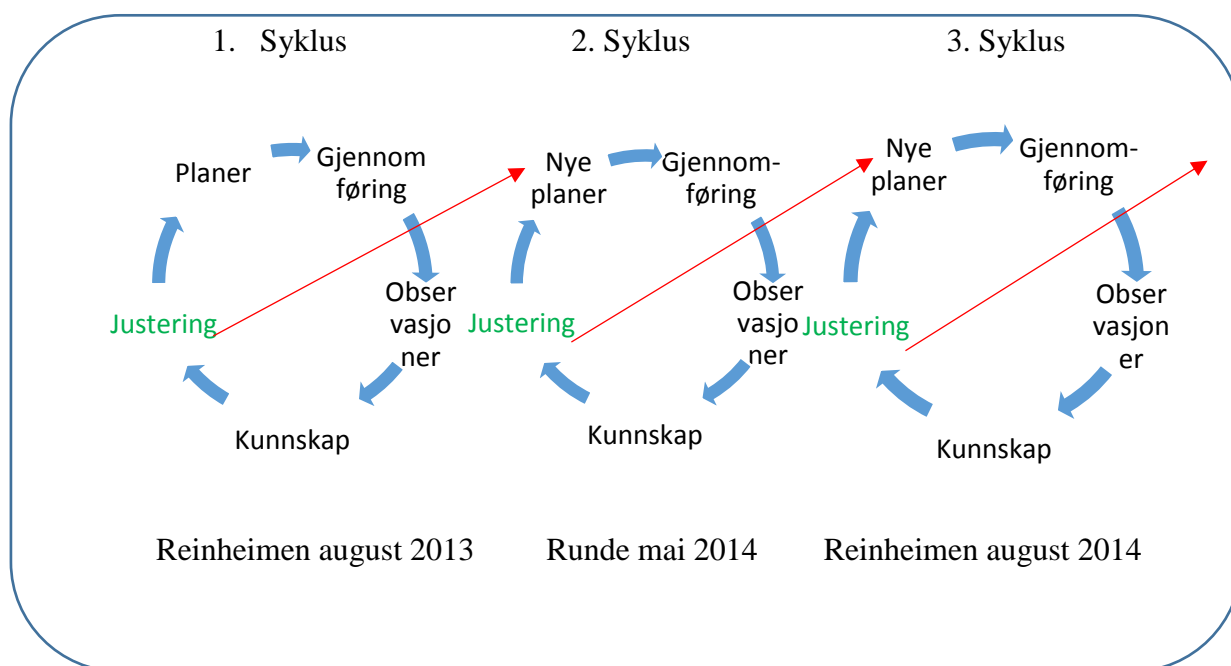 1. Syklus
2. Syklus
3. Syklus
Planer
Gjennom
føring
Obser
vasjo
ner
Kunnskap
Justering
Nye
planer
Gjennom-
føring
Obser
vasjo
ner
Kunnskap
Justering
Nye
planer
Gjennom-
føring
Obser
vasjon
er
Kunnskap
Justering
Reinheimen august 2013
Runde mai 2014
Reinheimen august 2014